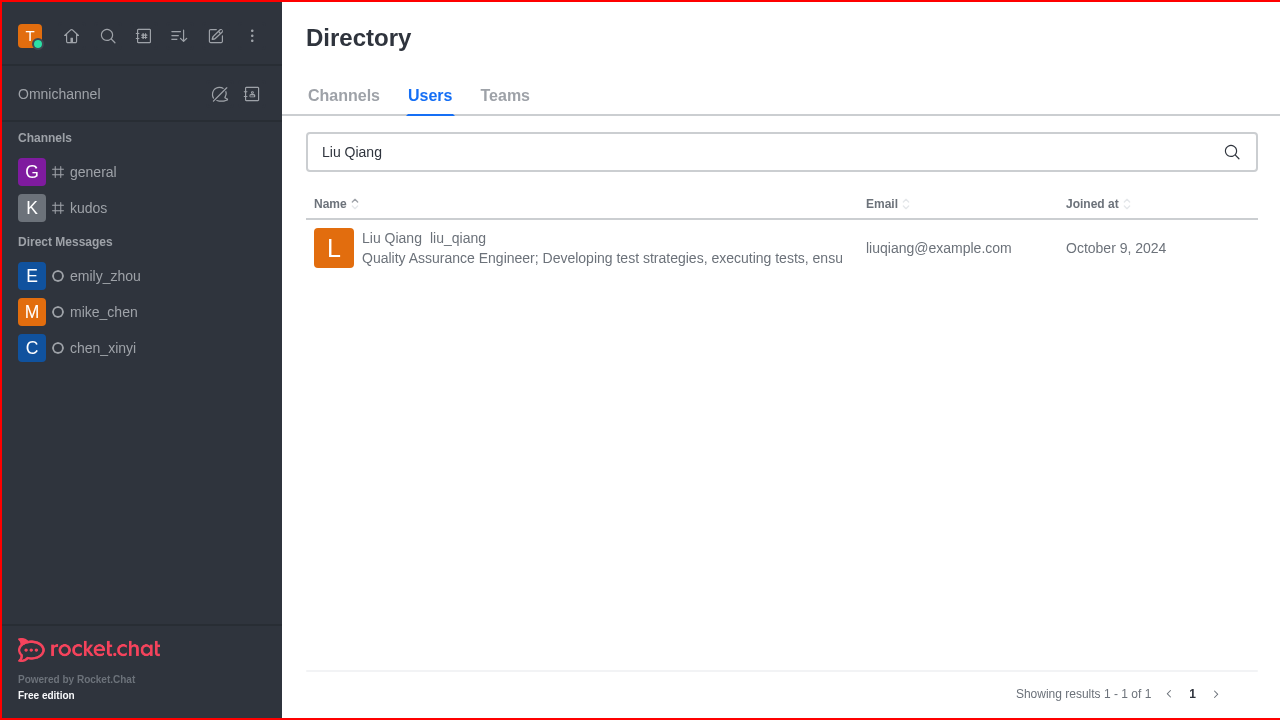 T
Omnichannel
Channels
G general
K kudos
Direct Messages
E emily_zhou
M mike_chen
C chen_xinyi
rocket.chat
Powered by Rocket.Chat
Free edition
Directory
Channels Users Teams
Liu Qiang
Name Email Joined at
L Liu Qiang liu_qiang liuqiang@example.com October 9, 2024
Quality Assurance Engineer; Developing test strategies, executing tests, ensu
Showing results 1 - 1 of 1 1